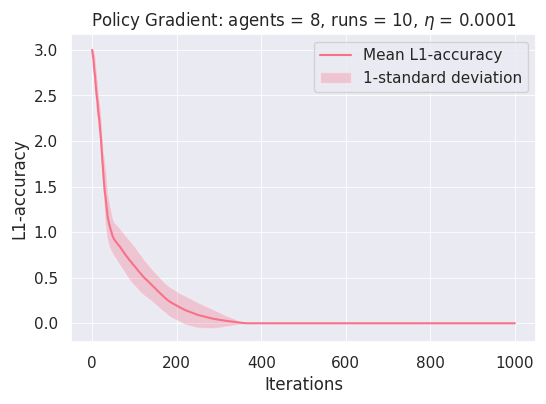 Policy Gradient: agents = 8, runs = 10, η = 0.0001
Mean L1-accuracy
1-standard deviation
L1-accuracy
3.0
2.5
2.0
1.5
1.0
0.5
0.0
0 200 400 600 800 1000
Iterations